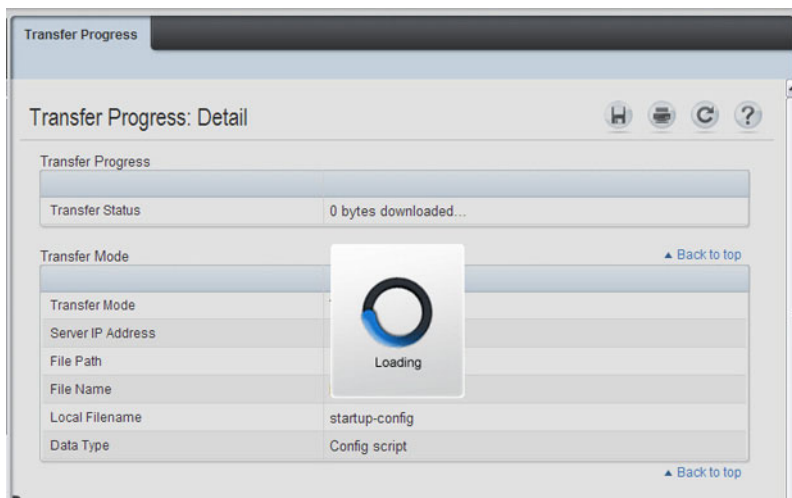 Transfer Progress
Transfer Progress: Detail
Transfer Progress
Transfer Status 0 bytes downloaded...
Transfer Mode ▲ Back to top
Transfer Mode
Server IP Address
File Path
Loading
File Name
Local Filename startup-config
Data Type Config script
▲ Back to top